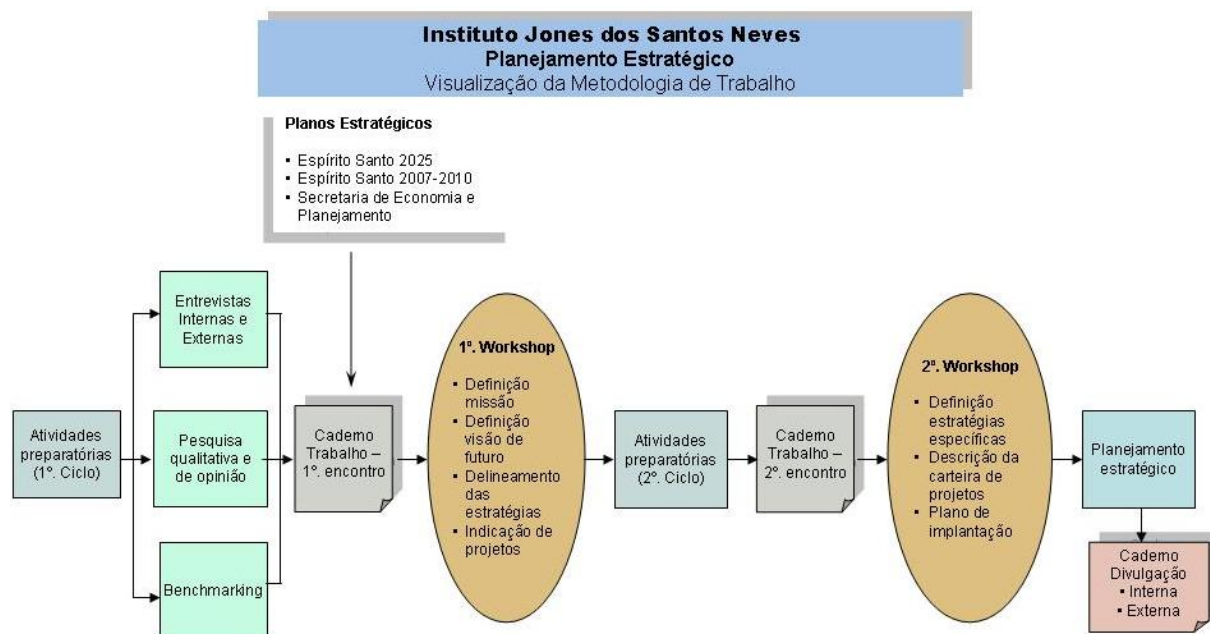 Instituto Jones dos Santos Neves
Planejamento Estratégico
Visualização da Metodologia de Trabalho
Planos Estratégicos
▪ Espírito Santo 2025
▪ Espírito Santo 2007-2010
▪ Secretaria de Economia e
Planejamento
Atividades
preparatórias
(1º. Ciclo)
Entrevistas
Internas e
Externas
Pesquisa
qualitativa e
de opinião
Benchmarking
Caderno
Trabalho –
1º. encontro
1º. Workshop
▪ Definição
missão
▪ Definição
visão de
futuro
▪ Delineamento
das
estratégias
▪ Indicação de
projetos
Atividades
preparatórias
(2º. Ciclo)
Caderno
Trabalho –
2º. encontro
2º. Workshop
▪ Definição
estratégias
específicas
▪ Descrição da
carteira de
projetos
▪ Plano de
implantação
Planejamento
estratégico
Caderno
Divulgação
▪ Interna
▪ Externa